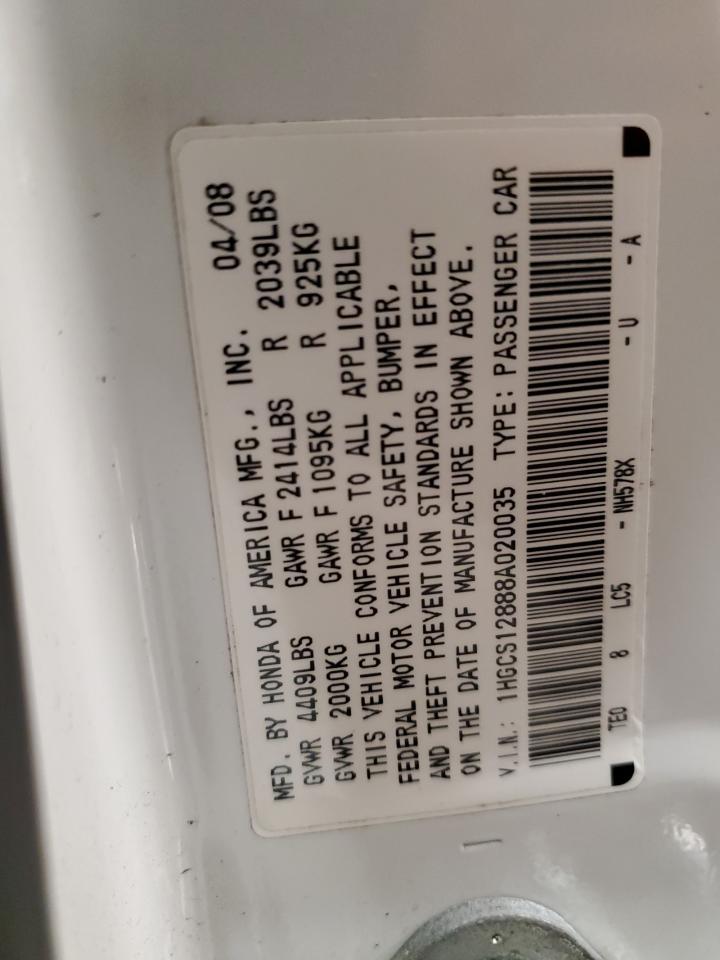 MFD. BY HONDA OF AMERICA MFG., INC. 04/08
GVWR 4409LBS GAWR F 2414LBS R 2039LBS
GVWR 2000KG GAWR F 1095KG R 925KG
THIS VEHICLE CONFORMS TO ALL APPLICABLE
FEDERAL MOTOR VEHICLE SAFETY, BUMPER,
AND THEFT PREVENTION STANDARDS IN EFFECT
ON THE DATE OF MANUFACTURE SHOWN ABOVE.
V.I.N.: 1HGCS12888A020035 TYPE: PASSENGER CAR
TE0 8 LC5 - NH578X - U - A